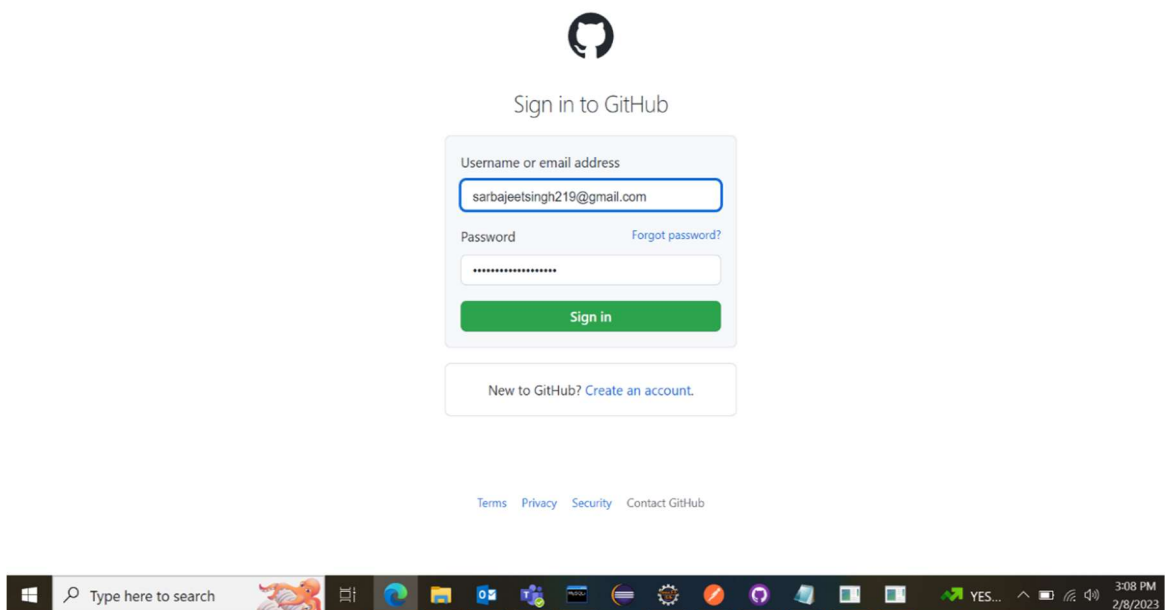 Sign in to GitHub
Username or email address
sarbajeetsingh219@gmail.com
Password Forgot password?
•••••••••••••••••••
Sign in
New to GitHub? Create an account.
Terms Privacy Security Contact GitHub
Type here to search YES... 3:08 PM
2/8/2023